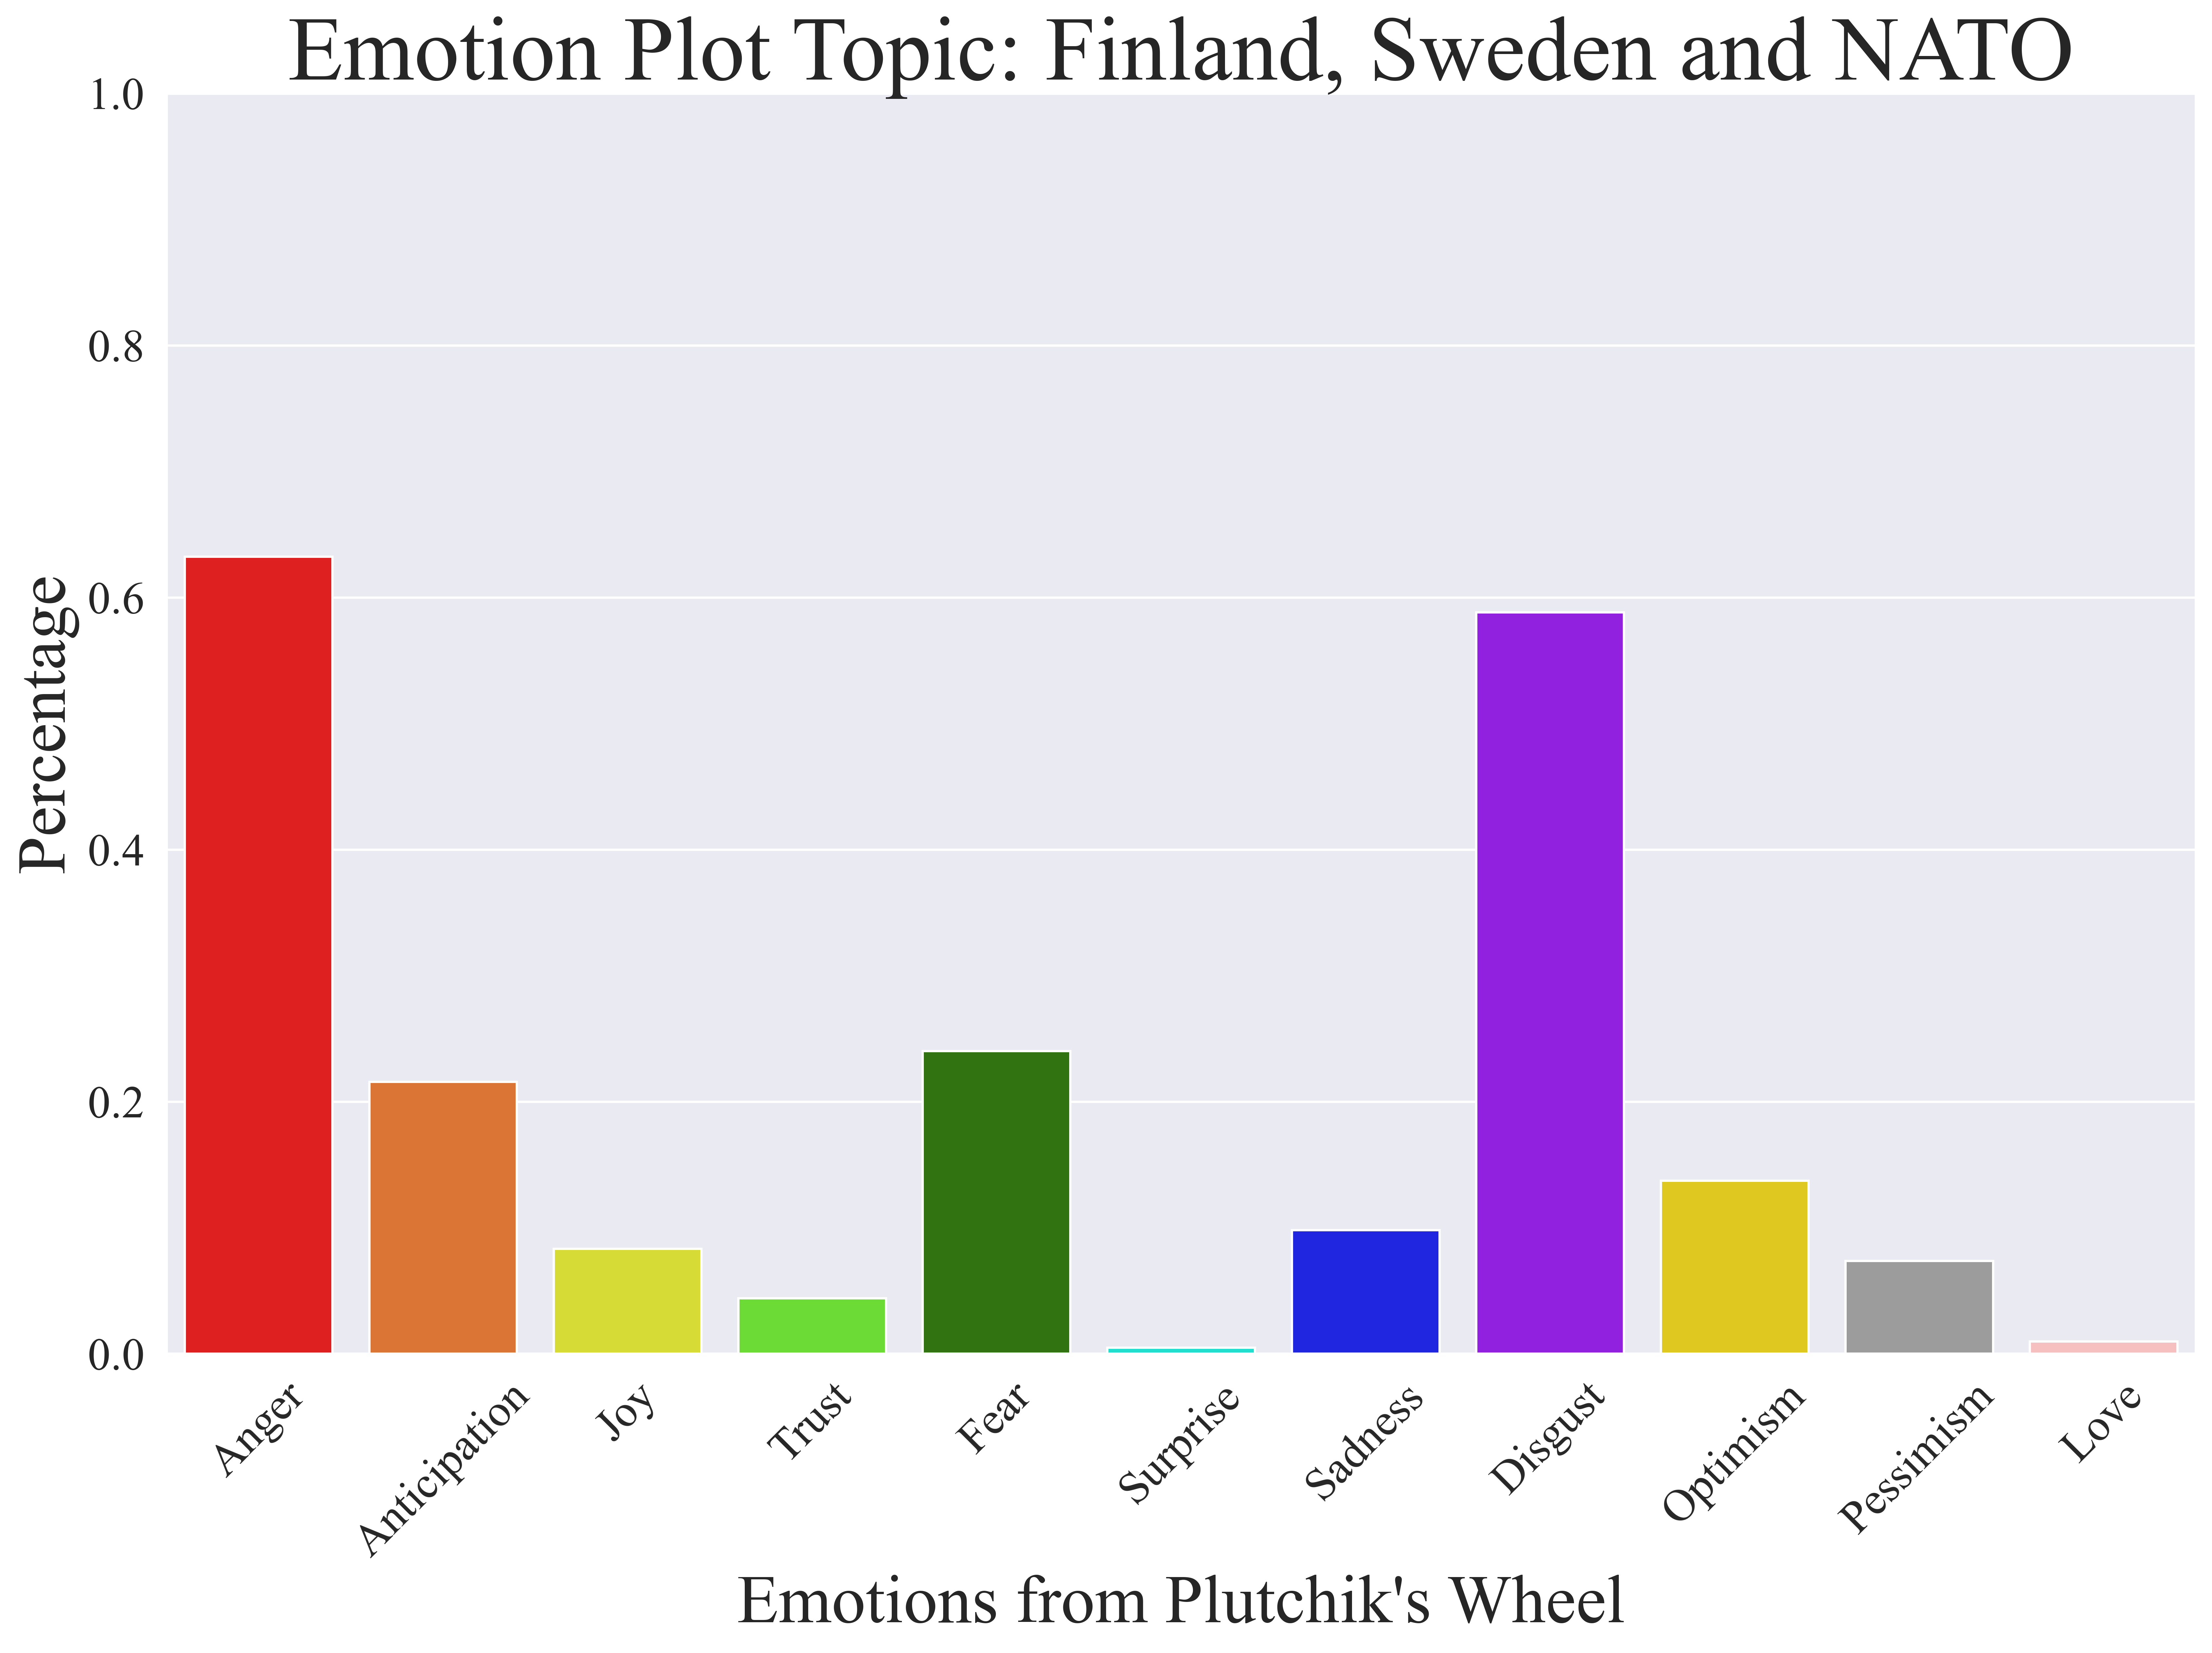 Emotion Plot Topic: Finland, Sweden and NATO
Percentage
1.0
0.8
0.6
0.4
0.2
0.0
Anger
Anticipation
Joy
Trust
Fear
Surprise
Sadness
Disgust
Optimism
Pessimism
Love
Emotions from Plutchik's Wheel